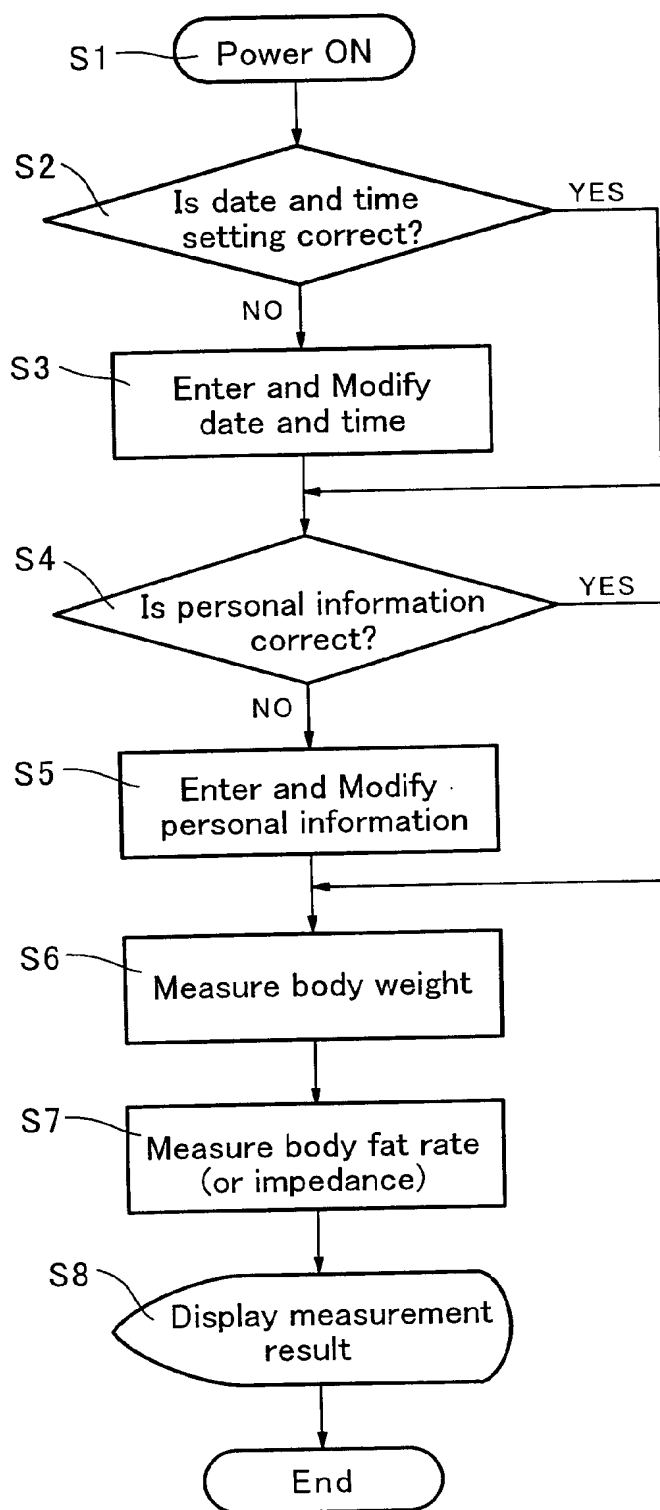 S1
Power ON
S2
Is date and time
setting correct?
YES
NO
S3
Enter and Modify
date and time
S4
Is personal information
correct?
YES
NO
S5
Enter and Modify
personal information
S6
Measure body weight
S7
Measure body fat rate
(or impedance)
S8
Display measurement
result
End